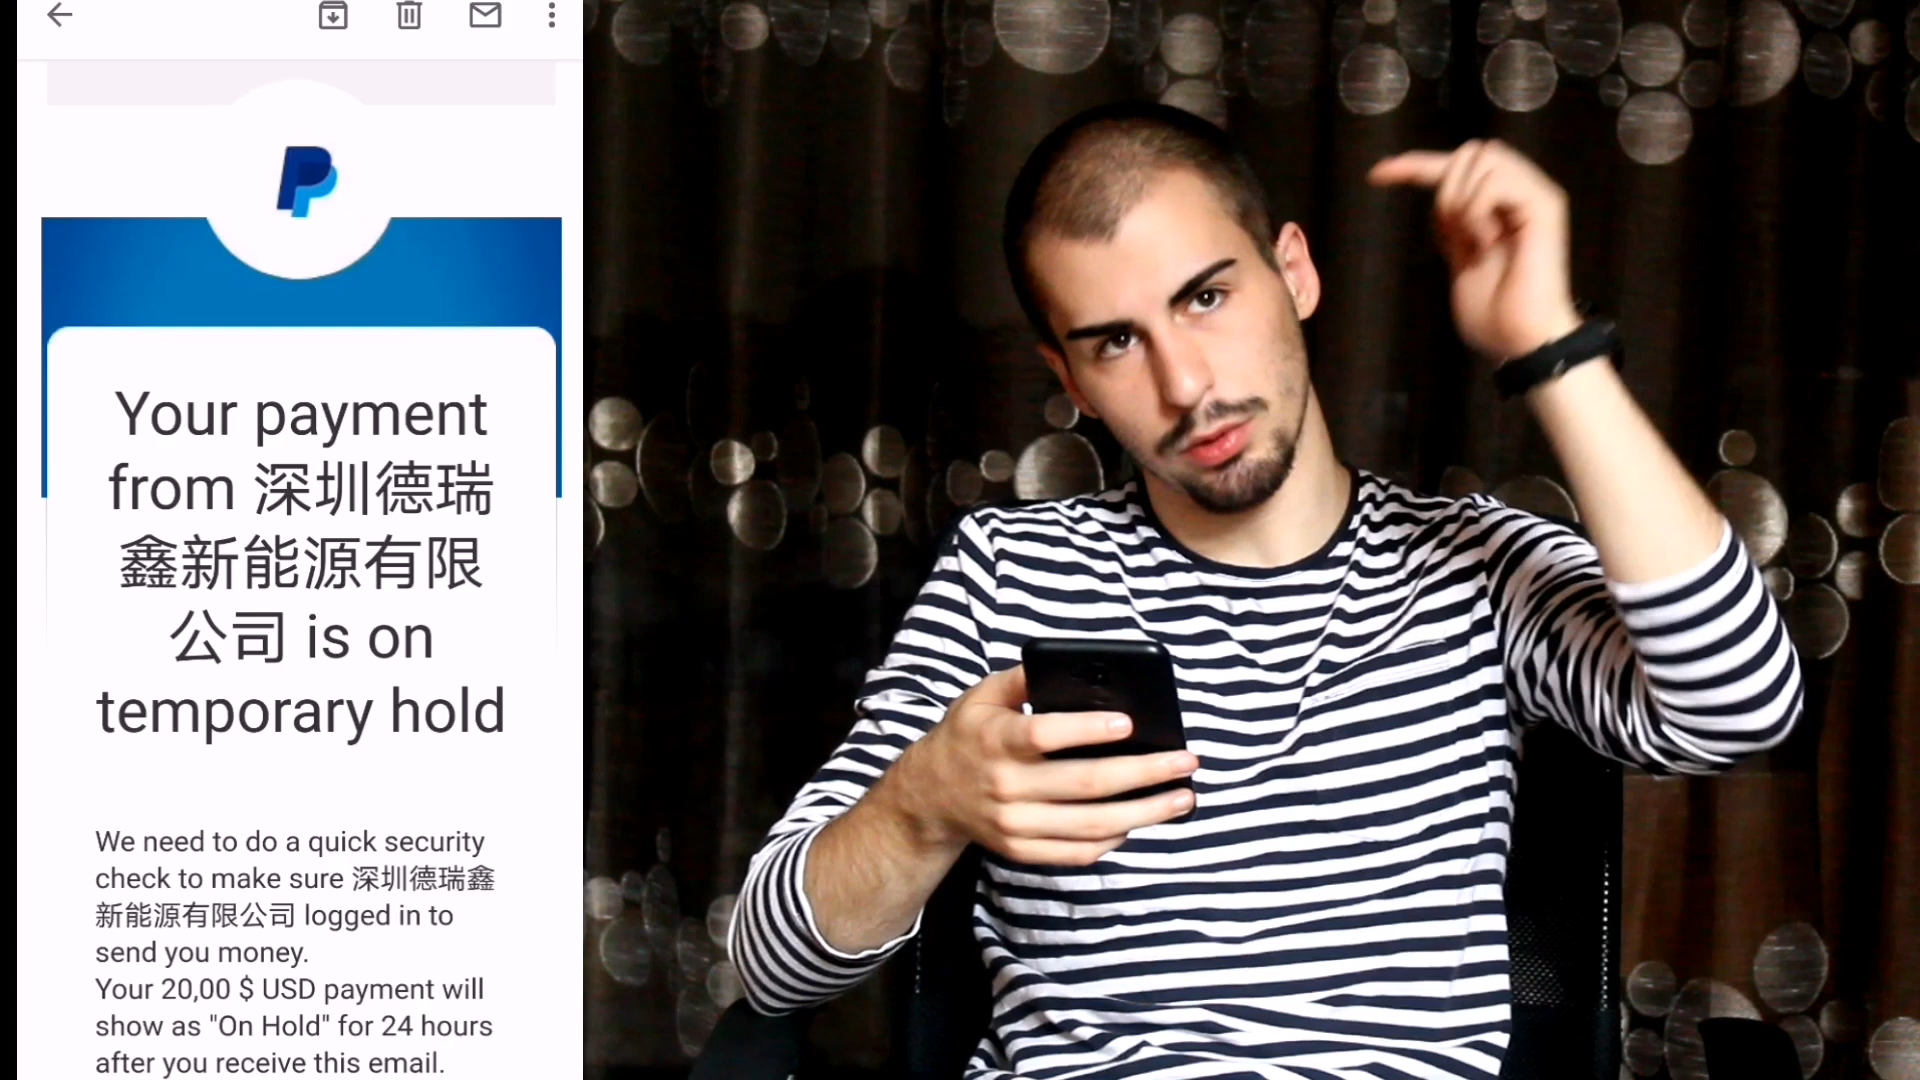 Your payment
from 深圳德瑞
鑫新能源有限
公司 is on
temporary hold
We need to do a quick security
check to make sure 深圳德瑞鑫
新能源有限公司 logged in to
send you money.
Your 20,00 $ USD payment will
show as "On Hold" for 24 hours
after you receive this email.